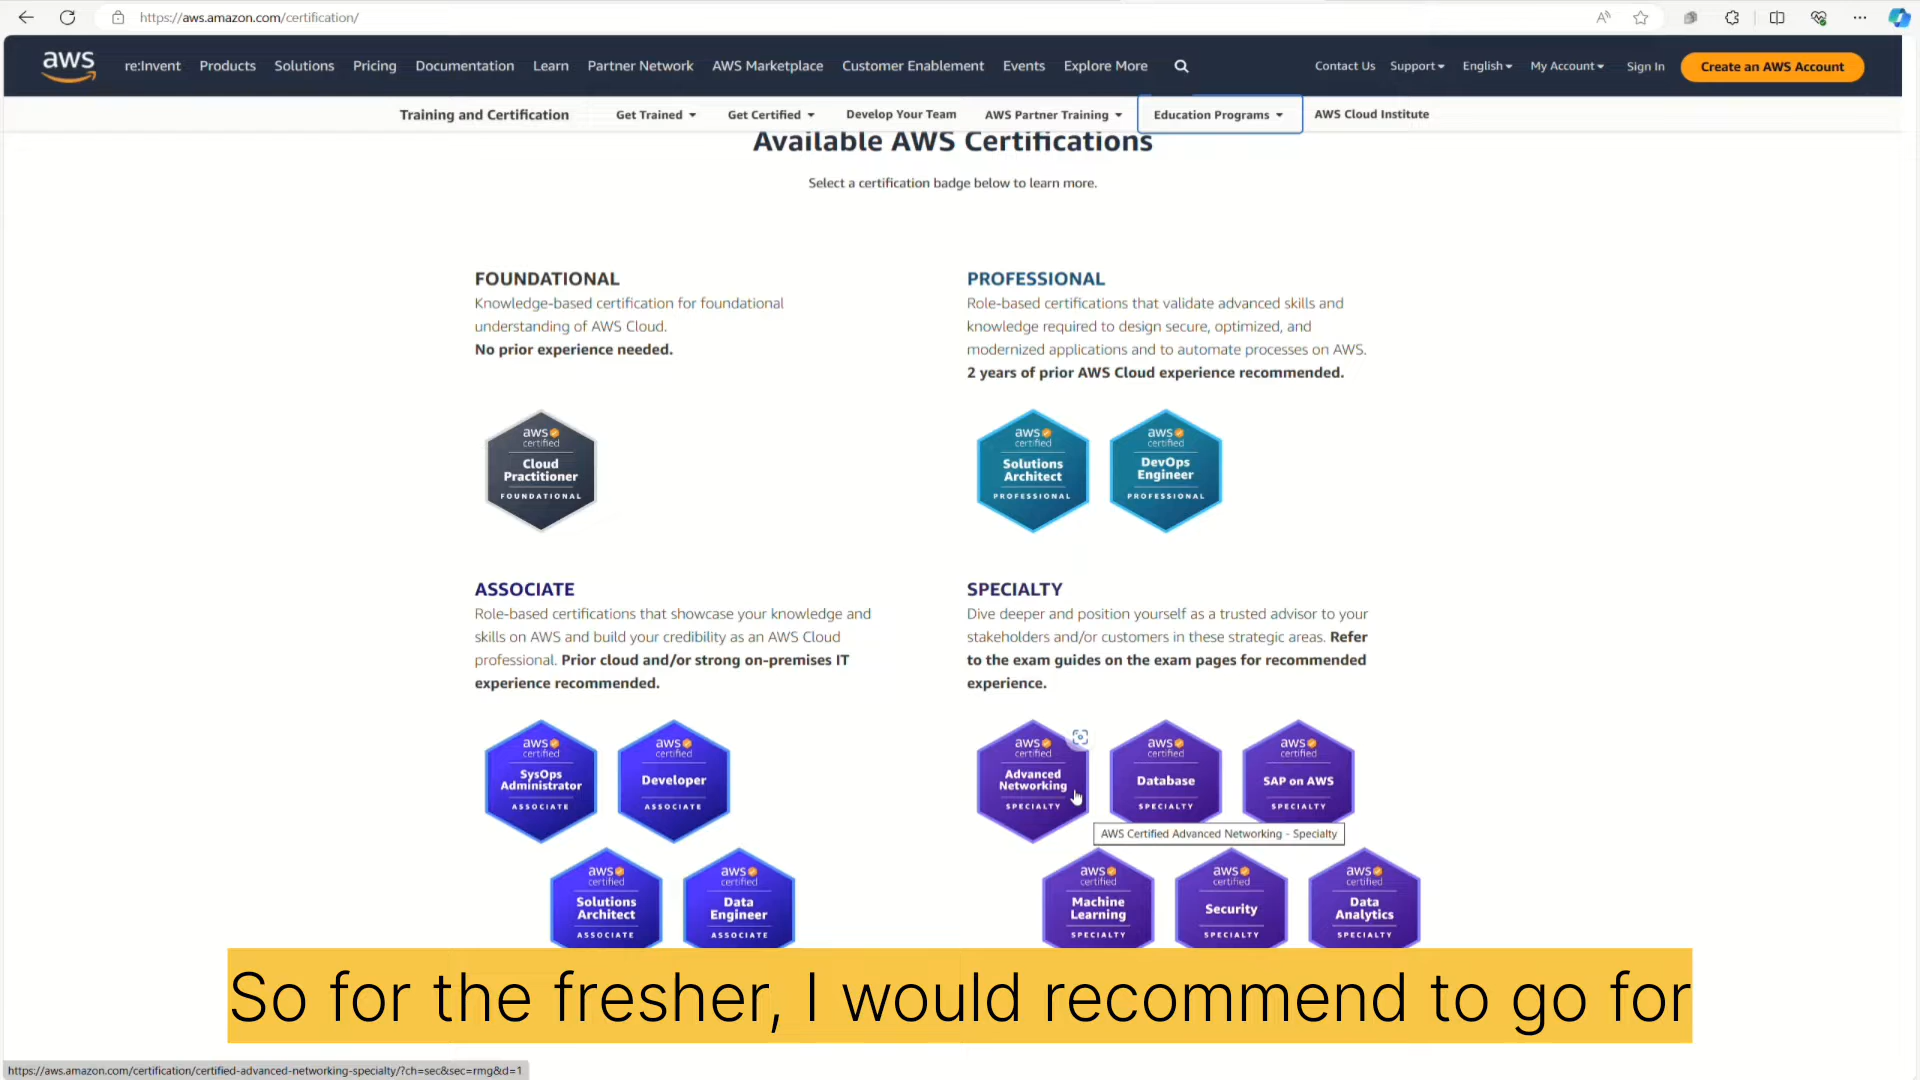 https://aws.amazon.com/certification/
aws
re:Invent Products Solutions Pricing Documentation Learn Partner Network AWS Marketplace Customer Enablement Events Explore More
Contact Us Support English My Account Sign In Create an AWS Account
Training and Certification Get Trained Get Certified Develop Your Team AWS Partner Training Education Programs AWS Cloud Institute
Available AWS Certifications
Select a certification badge below to learn more.
FOUNDATIONAL
Knowledge-based certification for foundational
understanding of AWS Cloud.
No prior experience needed.
aws
certified
Cloud
Practitioner
FOUNDATIONAL
PROFESSIONAL
Role-based certifications that validate advanced skills and
knowledge required to design secure, optimized, and
modernized applications and to automate processes on AWS.
2 years of prior AWS Cloud experience recommended.
aws
certified
Solutions
Architect
PROFESSIONAL
aws
certified
DevOps
Engineer
PROFESSIONAL
ASSOCIATE
Role-based certifications that showcase your knowledge and
skills on AWS and build your credibility as an AWS Cloud
professional. Prior cloud and/or strong on-premises IT
experience recommended.
aws
certified
SysOps
Administrator
ASSOCIATE
aws
certified
Developer
ASSOCIATE
aws
certified
Solutions
Architect
ASSOCIATE
aws
certified
Data
Engineer
ASSOCIATE
SPECIALTY
Dive deeper and position yourself as a trusted advisor to your
stakeholders and/or customers in these strategic areas. Refer
to the exam guides on the exam pages for recommended
experience.
aws
certified
Advanced
Networking
SPECIALTY
aws
certified
Database
SPECIALTY
aws
certified
SAP on AWS
SPECIALTY
AWS Certified Advanced Networking - Specialty
aws
certified
Machine
Learning
SPECIALTY
aws
certified
Security
SPECIALTY
aws
certified
Data
Analytics
SPECIALTY
So for the fresher, I would recommend to go for
https://aws.amazon.com/certification/certified-advanced-networking-specialty/?ch=sec&sec=rmg&d=1